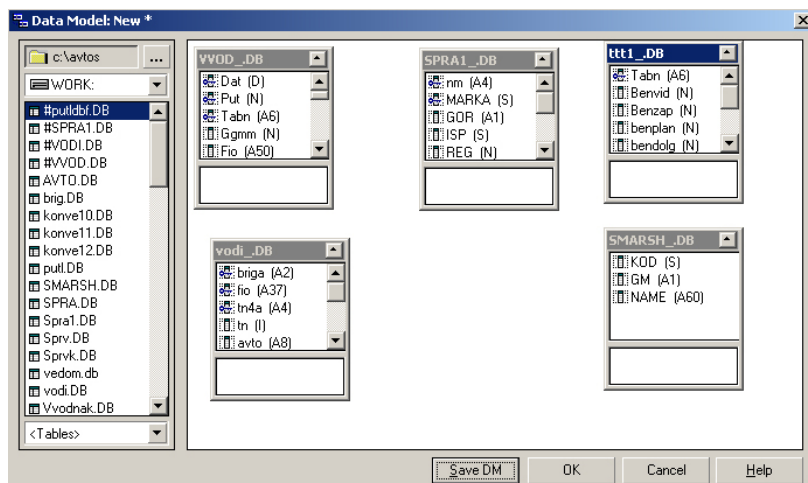 Data Model: New *
c:\avtos
...
WORK:
#putldbf.DB
#SPRA1.DB
#VODI.DB
#VVOD.DB
AVTO.DB
brig.DB
konve10.DB
konve11.DB
konve12.DB
putl.DB
SMARSH.DB
SPRA.DB
Spra1.DB
Sprv.DB
Sprvk.DB
vedom.db
vodi.DB
Vvodnak.DB
<Tables>
VVOD_.DB
Dat (D)
Put (N)
Tabn (A6)
Ggmm (N)
Fio (A50)
SPRA1_.DB
nm (A4)
MARKA (S)
GOR (A1)
ISP (S)
REG (N)
ttt1_.DB
Tabn (A6)
Benvid (N)
Benzap (N)
benplan (N)
bendolg (N)
vodi_.DB
briga (A2)
fio (A37)
tn4a (A4)
tn (I)
avto (A8)
SMARSH_.DB
KOD (S)
GM (A1)
NAME (A60)
Save DM
OK
Cancel
Help